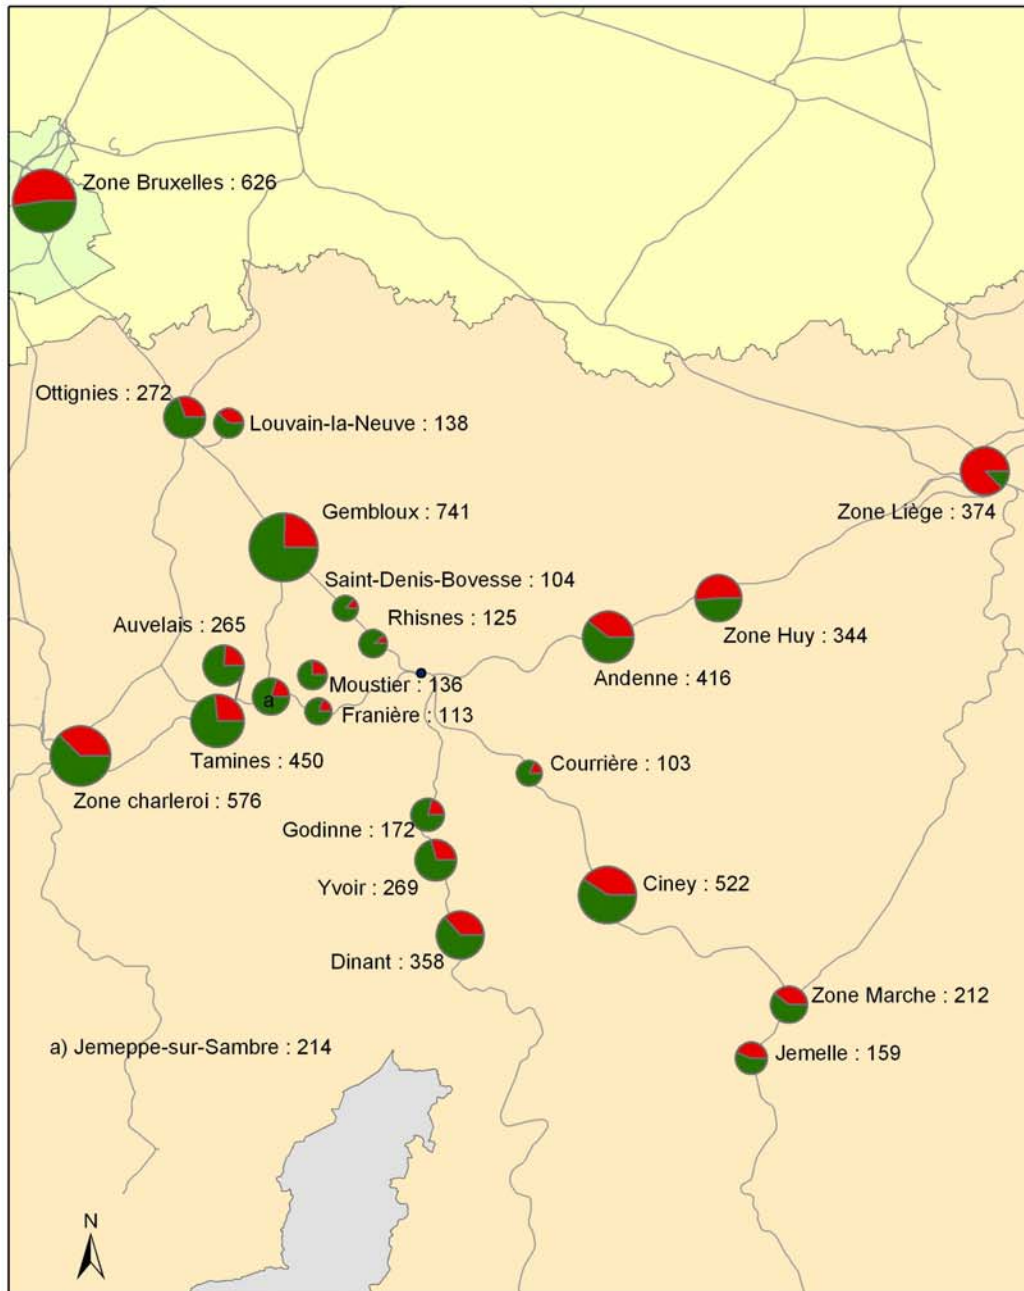 Zone Bruxelles : 626
Ottignies : 272
Louvain-la-Neuve : 138
Zone Liège : 374
Gembloux : 741
Saint-Denis-Bovesse : 104
Rhisnes : 125
Auvelais : 265
Zone Huy : 344
Andenne : 416
Moustier : 136
a
Franière : 113
Tamines : 450
Courrière : 103
Zone charleroi : 576
Godinne : 172
Yvoir : 269
Ciney : 522
Dinant : 358
Zone Marche : 212
a) Jemeppe-sur-Sambre : 214
Jemelle : 159
N